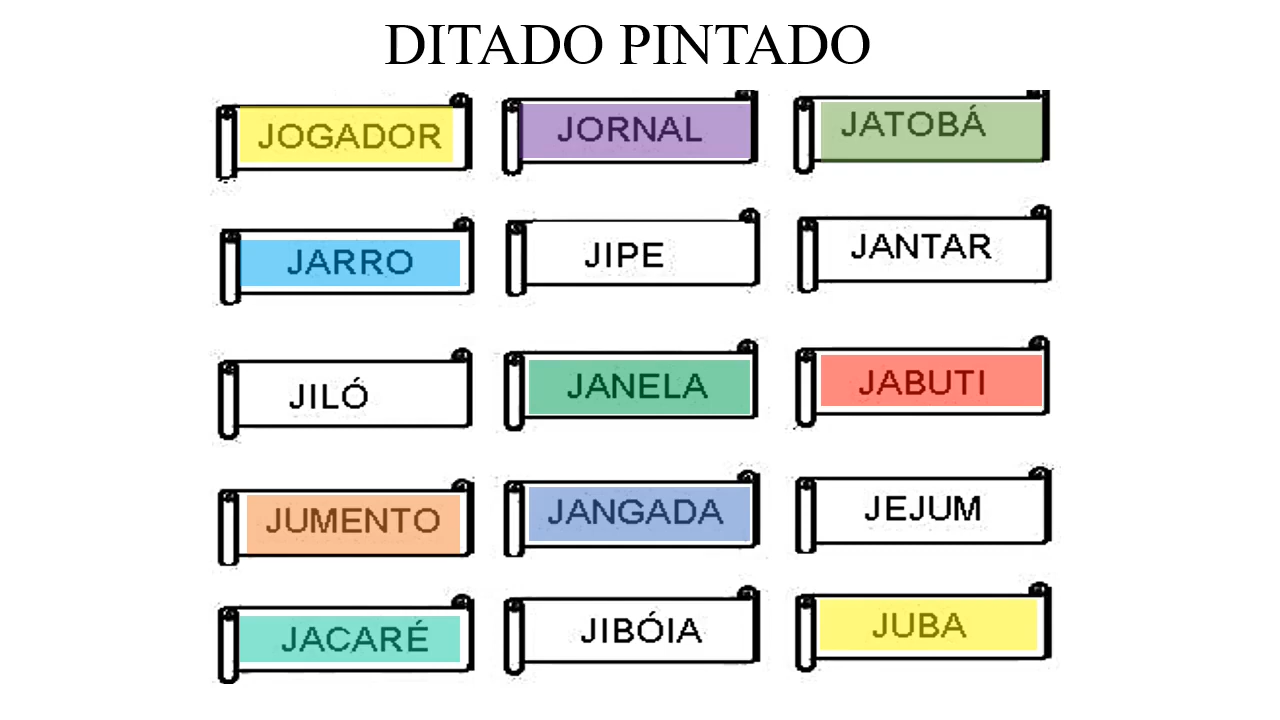 DITADO PINTADO
JOGADOR JORNAL JATOBÁ
JARRO JIPE JANTAR
JILÓ JANELA JABUTI
JUMENTO JANGADA JEJUM
JACARÉ JIBÓIA JUBA